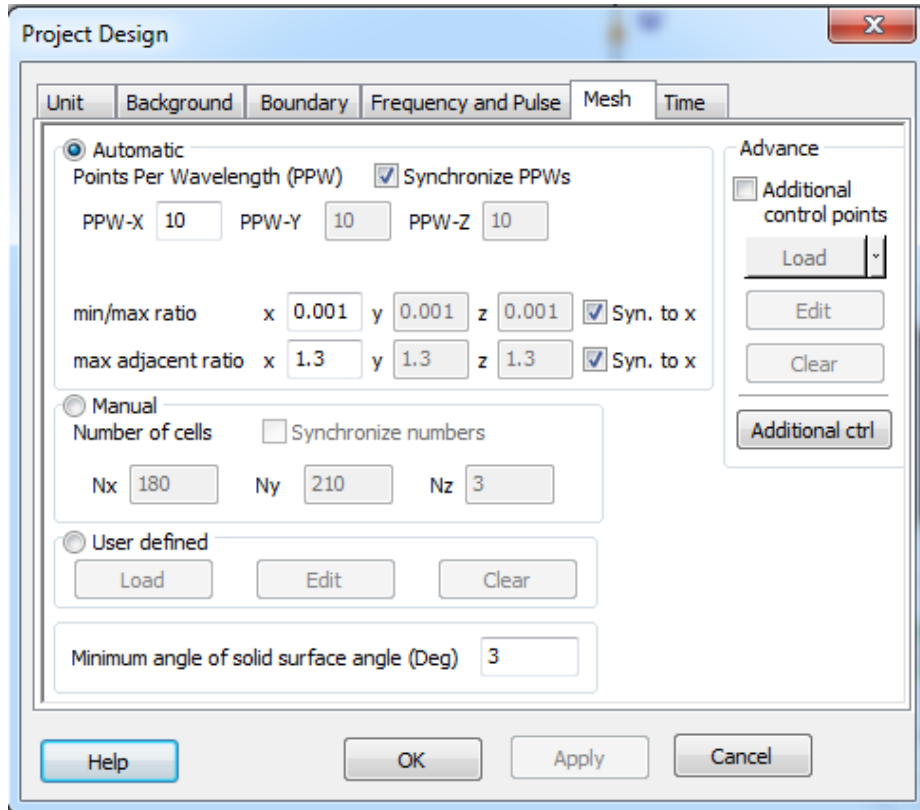 Project Design
x
Unit Background Boundary Frequency and Pulse Mesh Time
Automatic
Points Per Wavelength (PPW) Synchronize PPWs
PPW-X 10 PPW-Y 10 PPW-Z 10
min/max ratio x 0.001 y 0.001 z 0.001 Syn. to x
max adjacent ratio x 1.3 y 1.3 z 1.3 Syn. to x
Manual
Number of cells Synchronize numbers
Nx 180 Ny 210 Nz 3
User defined
Load Edit Clear
Minimum angle of solid surface angle (Deg) 3
Advance
Additional
control points
Load
Edit
Clear
Additional ctrl
Help OK Apply Cancel